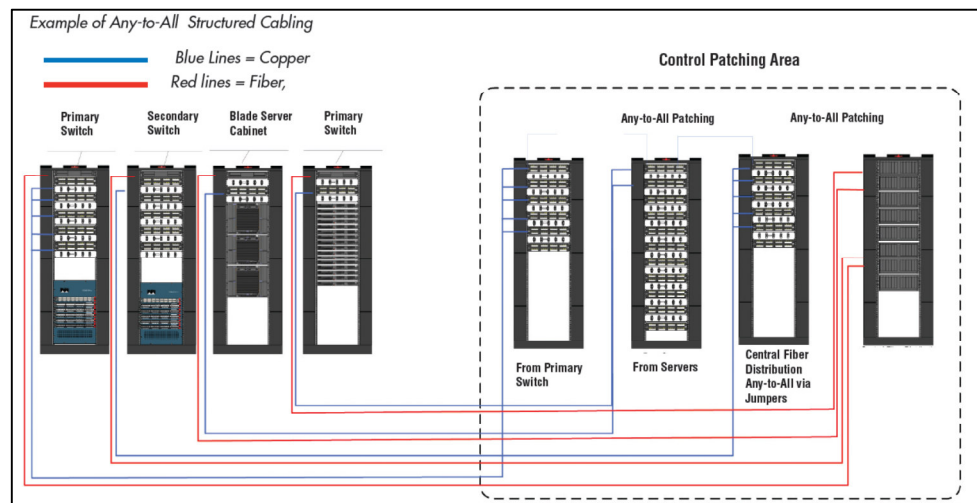 Example of Any-to-All Structured Cabling
Blue Lines = Copper
Red lines = Fiber,
Control Patching Area
Primary
Switch
Secondary
Switch
Blade Server
Cabinet
Primary
Switch
Any-to-All Patching
Any-to-All Patching
From Primary
Switch
From Servers
Central Fiber
Distribution
Any-to-All via
Jumpers